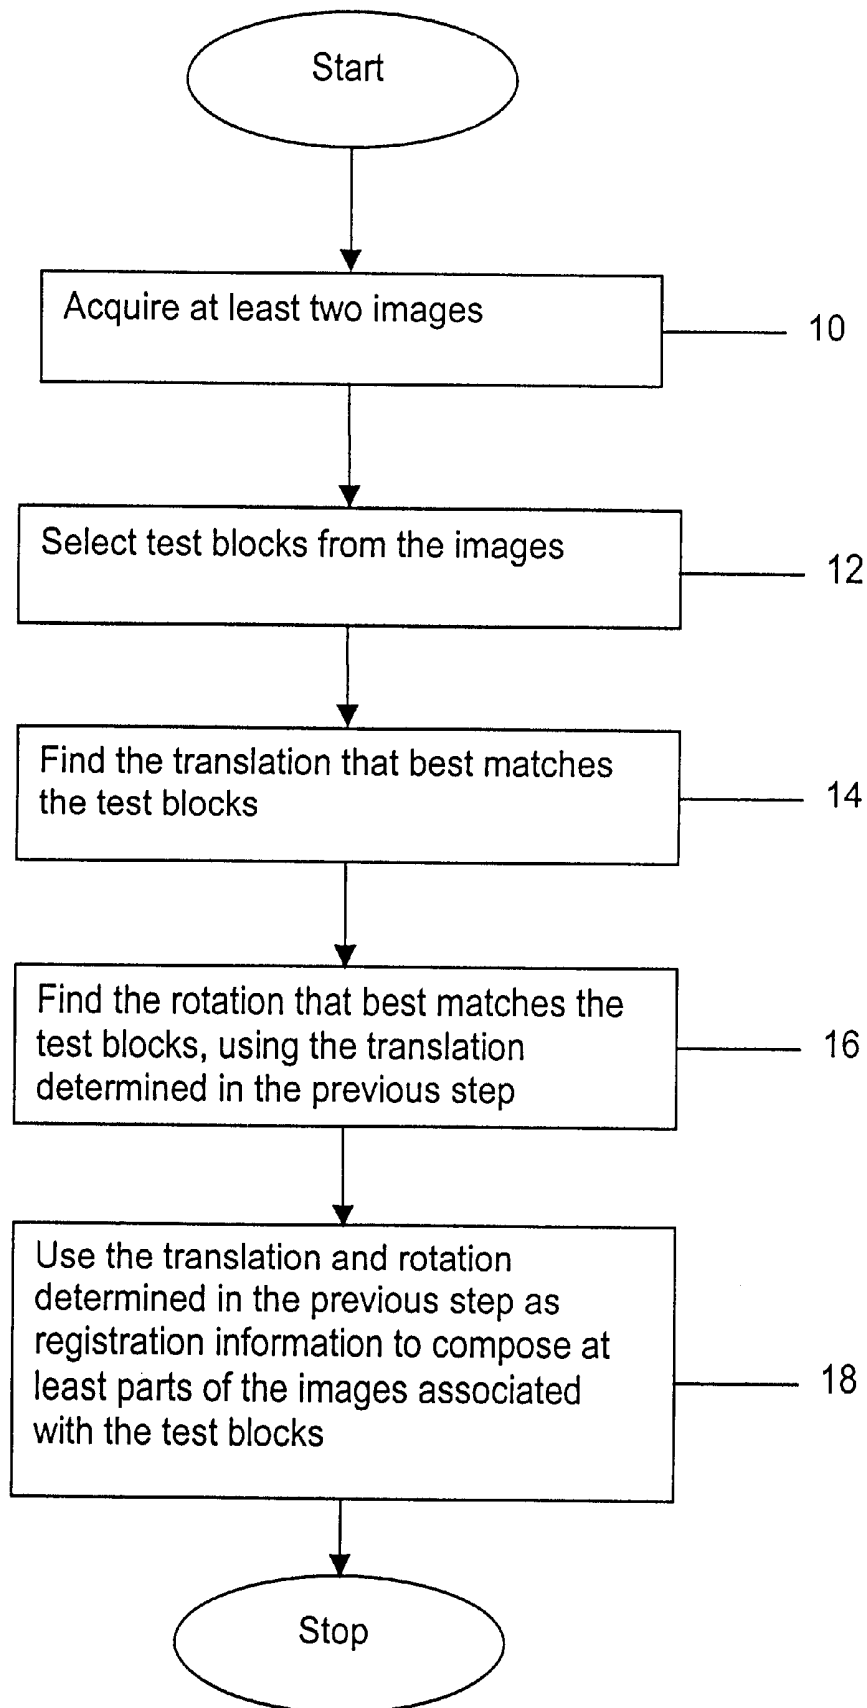 Start
Acquire at least two images
10
Select test blocks from the images
12
Find the translation that best matches
the test blocks
14
Find the rotation that best matches the
test blocks, using the translation
determined in the previous step
16
Use the translation and rotation
determined in the previous step as
registration information to compose at
least parts of the images associated
with the test blocks
18
Stop